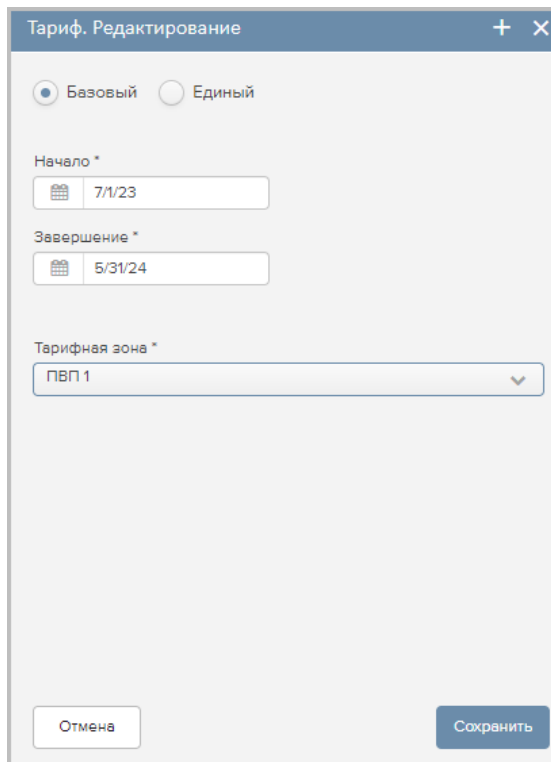 Тариф. Редактирование
Базовый Единый
Начало *
7/1/23
Завершение *
5/31/24
Тарифная зона *
ПВП 1
Отмена Сохранить